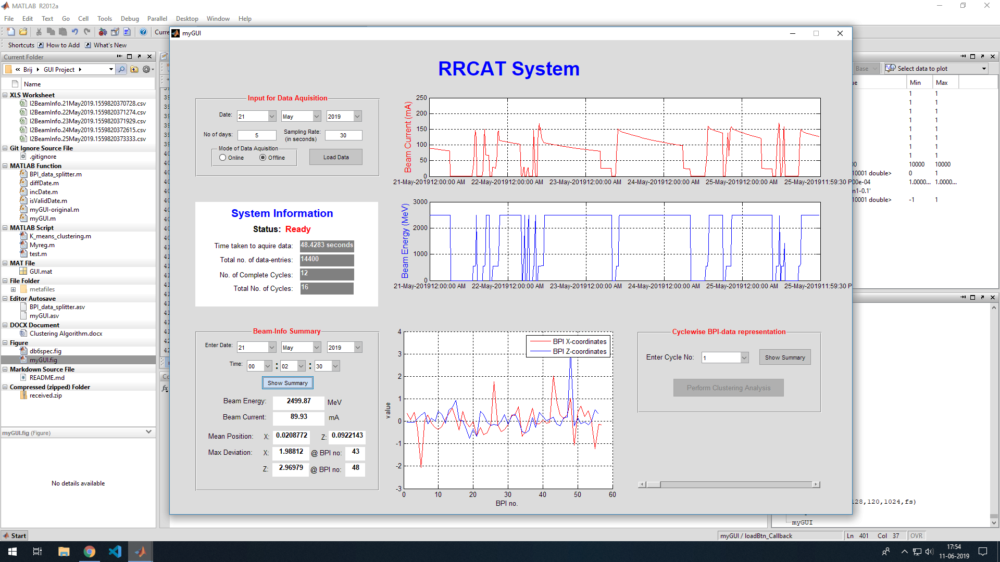 MATLAB R2012a
File Edit Text Go Cell Tools Debug Parallel Desktop Window Help
Shortcuts How to Add What's New
Current Folder
« Brij GUI Project
Name
XLS Worksheet
I2BeamInfo.21May2019.1559820370728.csv
I2BeamInfo.22May2019.1559820371274.csv
I2BeamInfo.23May2019.1559820371929.csv
I2BeamInfo.24May2019.1559820372615.csv
I2BeamInfo.25May2019.1559820373333.csv
Git Ignore Source File
.gitignore
MATLAB Function
BPI_data_splitter.m
diffDate.m
incDate.m
isValidDate.m
myGUI-original.m
myGUI.m
MATLAB Script
K_means_clustering.m
Myreg.m
test.m
MAT File
GUI.mat
File Folder
metafiles
Editor Autosave
BPI_data_splitter.asv
myGUI.asv
DOCX Document
Clustering Algorithm.docx
Figure
db6spec.fig
myGUI.fig
Markdown Source File
README.md
Compressed (zipped) Folder
received.zip
myGUI.fig (Figure)
No details available
Start
myGUI
RRCAT System
Input for Data Aquisition
Date: 21 May 2019
No of days: 5 Sampling Rate: (in seconds) 30
Mode of Data Aquisition
Online Offline
Load Data
System Information
Status: Ready
Time taken to aquire data: 48.4283 seconds
Total no. of data-entries: 14400
No. of Complete Cycles: 12
Total No. of Cycles: 16
Beam-Info Summary
Enter Date: 21 May 2019
Time: 00 : 02 : 30
Show Summary
Beam Energy: 2499.87 MeV
Beam Current: 89.93 mA
Mean Position: X: 0.0208772 Z: 0.0922143
Max Deviation: X: 1.98812 @ BPI no: 43
Z: 2.96979 @ BPI no: 48
Beam Current (mA)
250
200
150
100
50
0
21-May-201912:00:00 AM 22-May-201912:00:00 AM 23-May-201912:00:00 AM 24-May-201912:00:00 AM 25-May-201912:00:00 AM 25-May-201911:59:30 P
Beam Energy (MeV)
3000
2000
1000
0
21-May-201912:00:00 AM 22-May-201912:00:00 AM 23-May-201912:00:00 AM 24-May-201912:00:00 AM 25-May-201912:00:00 AM 25-May-201911:59:30 P
BPI X-coordinates
BPI Z-coordinates
value
4
3
2
1
0
-1
-2
-3
0 10 20 30 40 50 60
BPI no.
Cyclewise BPI-data representation
Enter Cycle No: 1 Show Summary
Perform Clustering Analysis
Base Select data to plot
Min Max
1 1
1 1
1 1
1 1
1 1
1 1
1 1
1 1
10000 10000
10001 double> 0 1
00e-04 1.0000... 1.0000...
m1-0.1'
10001 double> -1 1
128,120,1024,fs)
myGUI
myGUI / loadBtn_Callback Ln 401 Col 37 OVR
17:54
11-06-2019